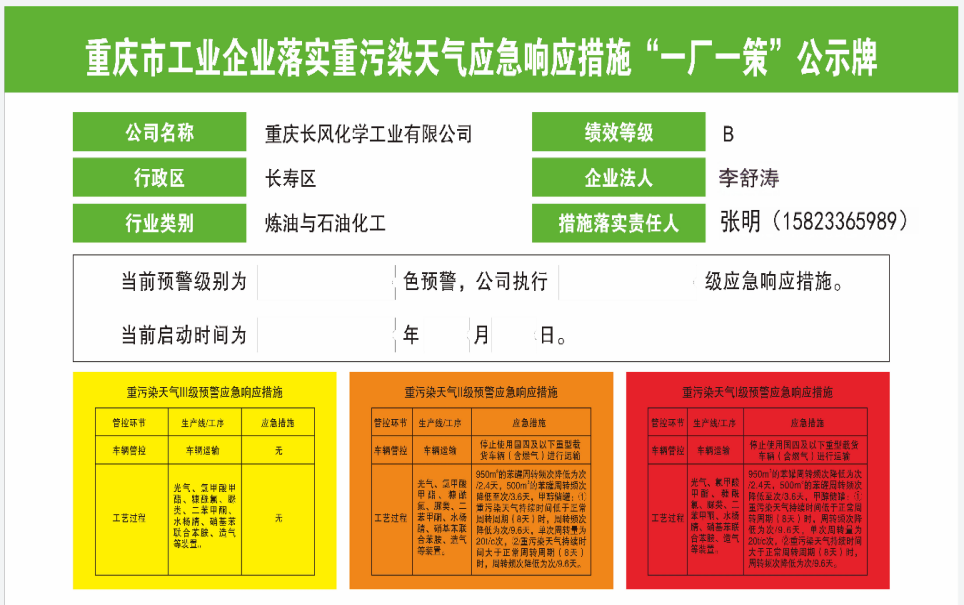 重庆市工业企业落实重污染天气应急响应措施“一厂一策”公示牌
公司名称 重庆长风化学工业有限公司 绩效等级 B
行政区 长寿区 企业法人 李舒涛
行业类别 炼油与石油化工 措施落实责任人 张明（15823365989）
当前预警级别为 色预警，公司执行 级应急响应措施。
当前启动时间为 年 月 日。
重污染天气III级预警应急响应措施
管控环节 生产线/工序 应急措施
车辆管控 车辆运输 无
工艺过程
光气、氯甲酸甲
酯、
类、二苯甲酮、
水杨腈、硝基苯
联合苯胺、造气
等装置。
无
重污染天气II级预警应急响应措施
管控环节 生产线/工序 应急措施
车辆管控 车辆运输
停止使用国四及以下重型载
货车辆（含燃气）进行运输
工艺过程
光气、氯甲酸
甲酯、
二
苯甲酮、水杨
腈、硝基苯联
合苯胺、造气
等装置。
950m³的苯罐周转频次降低为次
/2.4天，500m³的苯罐周转频次
降低至次/3.6天，甲醇储罐：①
重污染天气持续时间低于正常
周转周期（8天）时，周转频次
降低为次/9.6天，单次周转量为
20t/c次，②重污染天气持续时
间大于正常周转周期（8天）
时，周转频次降低为次/9.6天。
重污染天气I级预警应急响应措施
管控环节 生产线/工序 应急措施
车辆管控 车辆运输
停止使用国四及以下重型载货
车辆（含燃气）进行运输
工艺过程
光气、氯甲酸
甲酯、
二
苯甲酮、水杨
腈、硝基苯联
合苯胺、造气
等装置。
950m³的苯罐周转频次降低为次
/2.4天，500m³的苯罐周转频次
降低至次/3.6天，甲醇储罐：①
重污染天气持续时间低于正常周
转周期（8天）时，周转频次降低
为次/9.6天，单次周转量为
20t/c次，②重污染天气持续时间
大于正常周转周期（8天）时，
周转频次降低为次/9.6天。